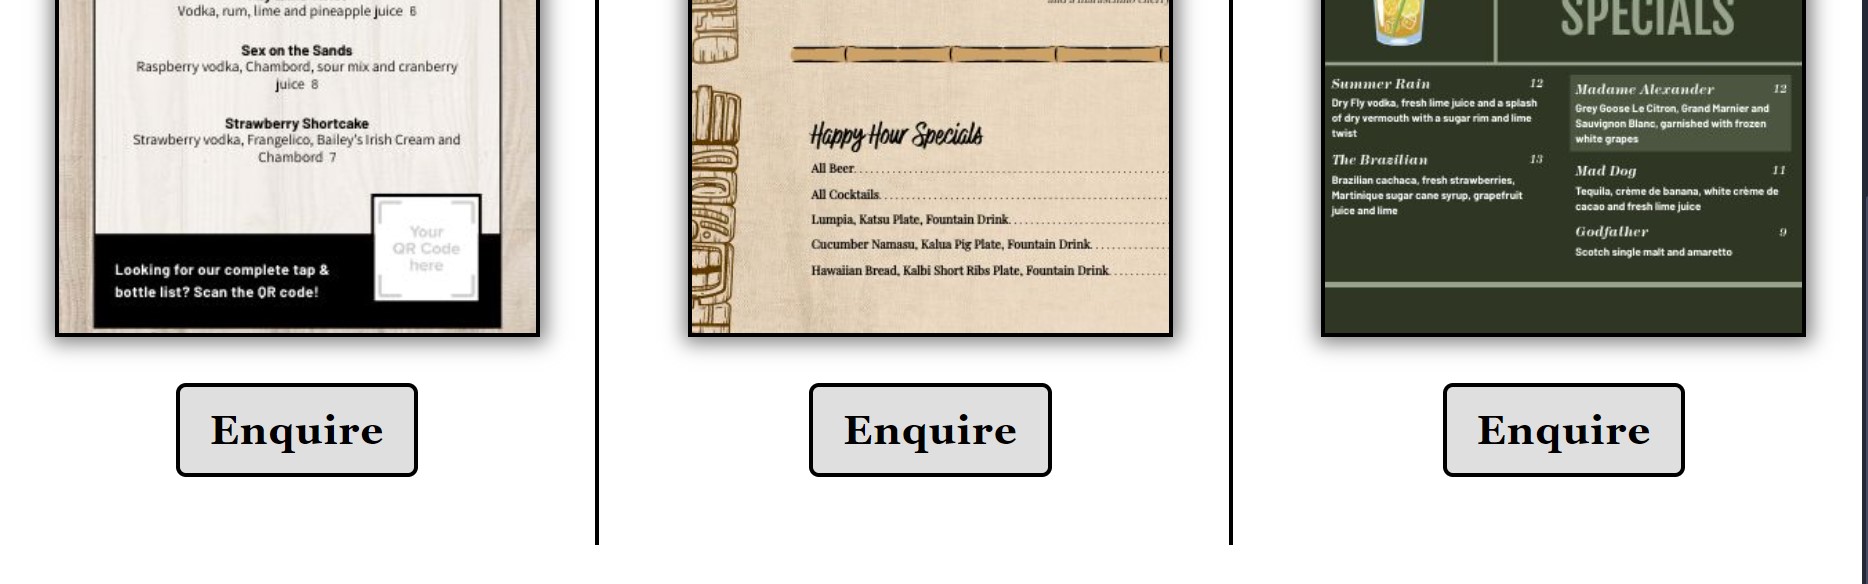 Vodka, rum, lime and pineapple juice 6
Sex on the Sands
Raspberry vodka, Chambord, sour mix and cranberry
juice 8
Strawberry Shortcake
Strawberry vodka, Frangelico, Bailey's Irish Cream and
Chambord 7
Your
QR Code
here
Looking for our complete tap &
bottle list? Scan the QR code!
Enquire
and a maraschino cherry
Happy Hour Specials
All Beer
All Cocktails
Lumpia, Katsu Plate, Fountain Drink
Cucumber Namasu, Kalua Pig Plate, Fountain Drink
Hawaiian Bread, Kalbi Short Ribs Plate, Fountain Drink
Enquire
SPECIALS
Summer Rain 12
Dry Fly vodka, fresh lime juice and a splash
of dry vermouth with a sugar rim and lime
twist
The Brazilian 13
Brazilian cachaca, fresh strawberries,
Martinique sugar cane syrup, grapefruit
juice and lime
Madame Alexander 12
Grey Goose Le Citron, Grand Marnier and
Sauvignon Blanc, garnished with frozen
white grapes
Mad Dog 11
Tequila, crème de banana, white crème de
cacao and fresh lime juice
Godfather 9
Scotch single malt and amaretto
Enquire